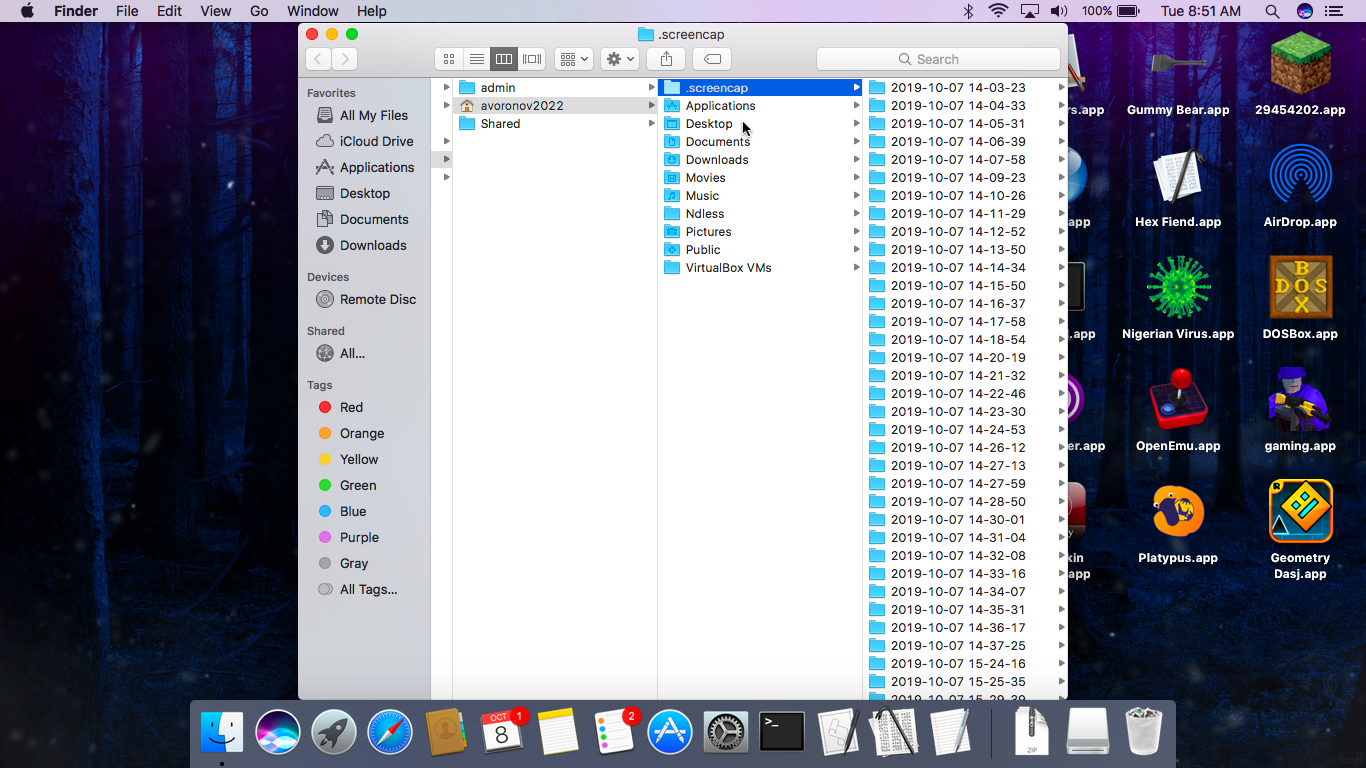 Finder File Edit View Go Window Help 100% Tue 8:51 AM
.screencap
Search
Favorites
All My Files
iCloud Drive
Applications
Desktop
Documents
Downloads
Devices
Remote Disc
Shared
All...
Tags
Red
Orange
Yellow
Green
Blue
Purple
Gray
All Tags...
admin
avoronov2022
Shared
.screencap
Applications
Desktop
Documents
Downloads
Movies
Music
Ndless
Pictures
Public
VirtualBox VMs
2019-10-07 14-03-23
2019-10-07 14-04-33
2019-10-07 14-05-31
2019-10-07 14-06-39
2019-10-07 14-07-58
2019-10-07 14-09-23
2019-10-07 14-10-26
2019-10-07 14-11-29
2019-10-07 14-12-52
2019-10-07 14-13-50
2019-10-07 14-14-34
2019-10-07 14-15-50
2019-10-07 14-16-37
2019-10-07 14-17-58
2019-10-07 14-18-54
2019-10-07 14-20-19
2019-10-07 14-21-32
2019-10-07 14-22-46
2019-10-07 14-23-30
2019-10-07 14-24-53
2019-10-07 14-26-12
2019-10-07 14-27-13
2019-10-07 14-27-59
2019-10-07 14-28-50
2019-10-07 14-30-01
2019-10-07 14-31-04
2019-10-07 14-32-08
2019-10-07 14-33-16
2019-10-07 14-34-07
2019-10-07 14-35-31
2019-10-07 14-36-17
2019-10-07 14-37-25
2019-10-07 15-24-16
2019-10-07 15-25-35
rs.app
Gummy Bear.app
29454202.app
app
Hex Fiend.app
AirDrop.app
BOX
DOS
l.app
Nigerian Virus.app
DOSBox.app
er.app
OpenEmu.app
gaming.app
R
kin
app
Platypus.app
Geometry
Dasj.app
OCT
8
1
2
>_
ZIP